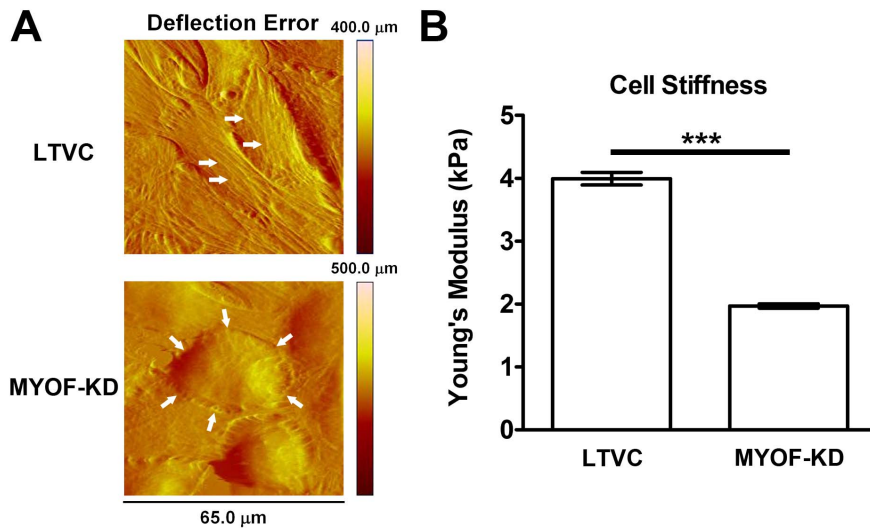 A
Deflection Error
400.0 μm
LTVC
500.0 μm
MYOF-KD
65.0 μm
B
Cell Stiffness
***
Young's Modulus (kPa)
5
4
3
2
1
0
LTVC
MYOF-KD